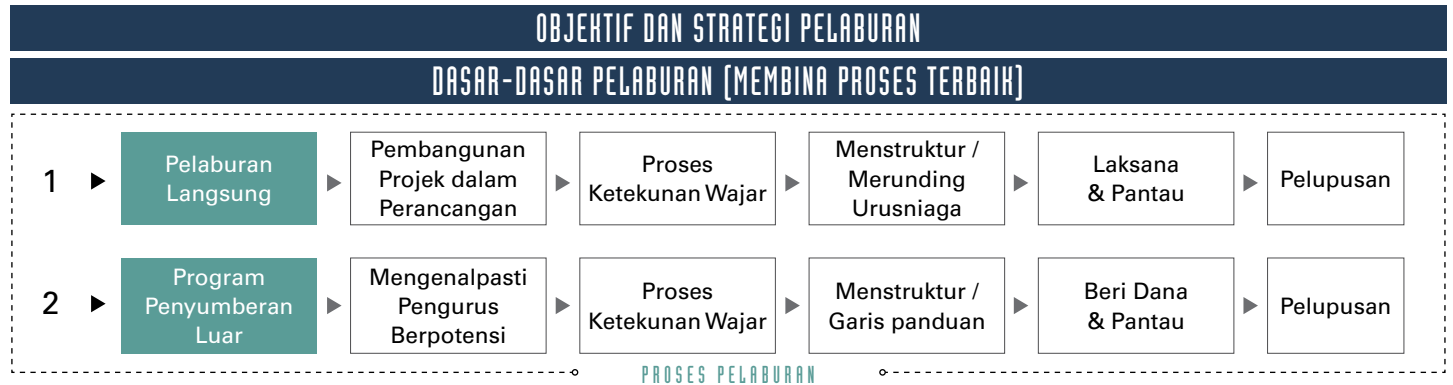 OBJEKTIF DAN STRATEGI PELABURAN
DASAR-DASAR PELABURAN (MEMBINA PROSES TERBAIK)
1
Pelaburan
Langsung
Pembangunan
Projek dalam
Perancangan
Proses
Ketekunan Wajar
Menstruktur /
Merunding
Urusniaga
Laksana
& Pantau
Pelupusan
2
Program
Penyumberan
Luar
Mengenalpasti
Pengurus
Berpotensi
Proses
Ketekunan Wajar
Menstruktur /
Garis panduan
Beri Dana
& Pantau
Pelupusan
PROSES PELABURAN